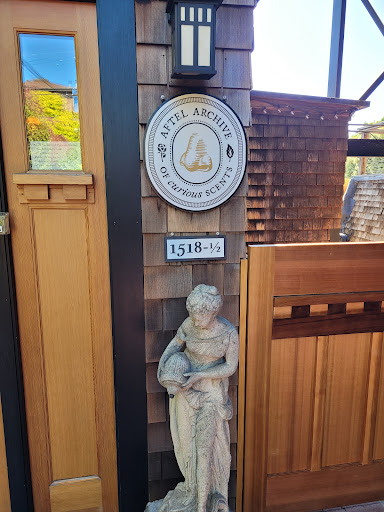 AFTEL ARCHIVE
OF curious SCENTS
1518-½